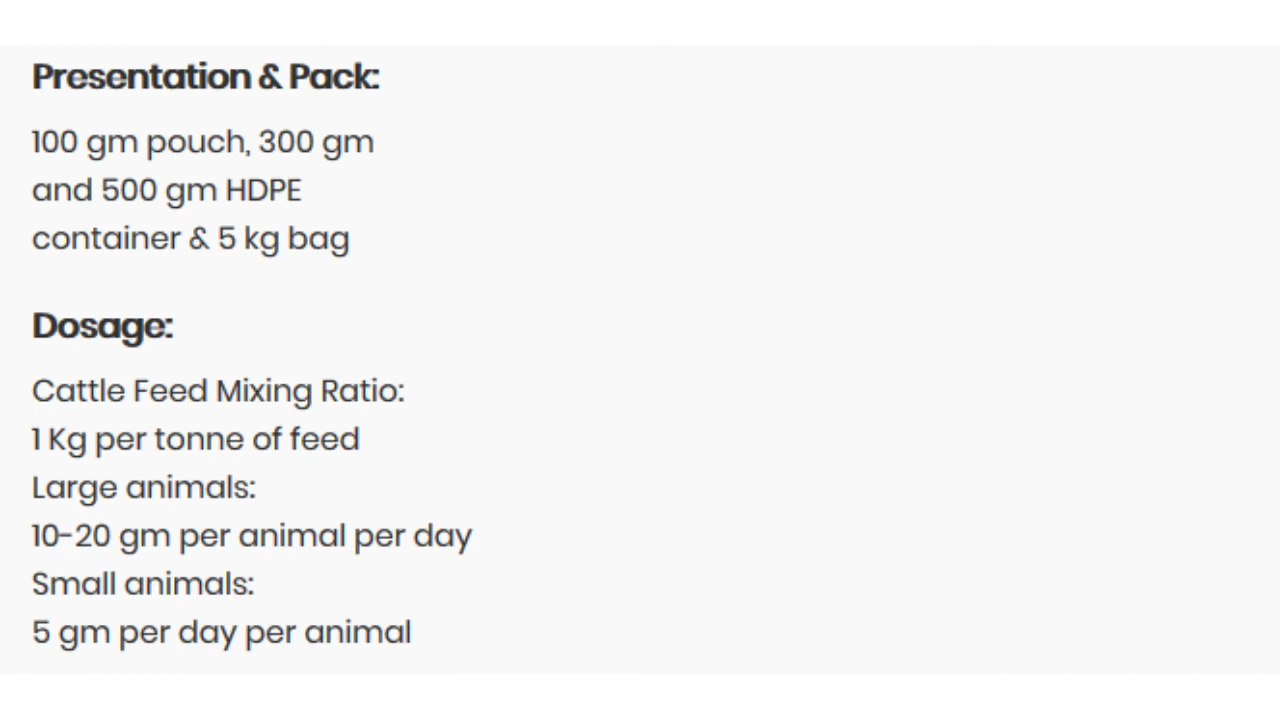 Presentation & Pack:
100 gm pouch, 300 gm
and 500 gm HDPE
container & 5 kg bag
Dosage:
Cattle Feed Mixing Ratio:
1 Kg per tonne of feed
Large animals:
10-20 gm per animal per day
Small animals:
5 gm per day per animal